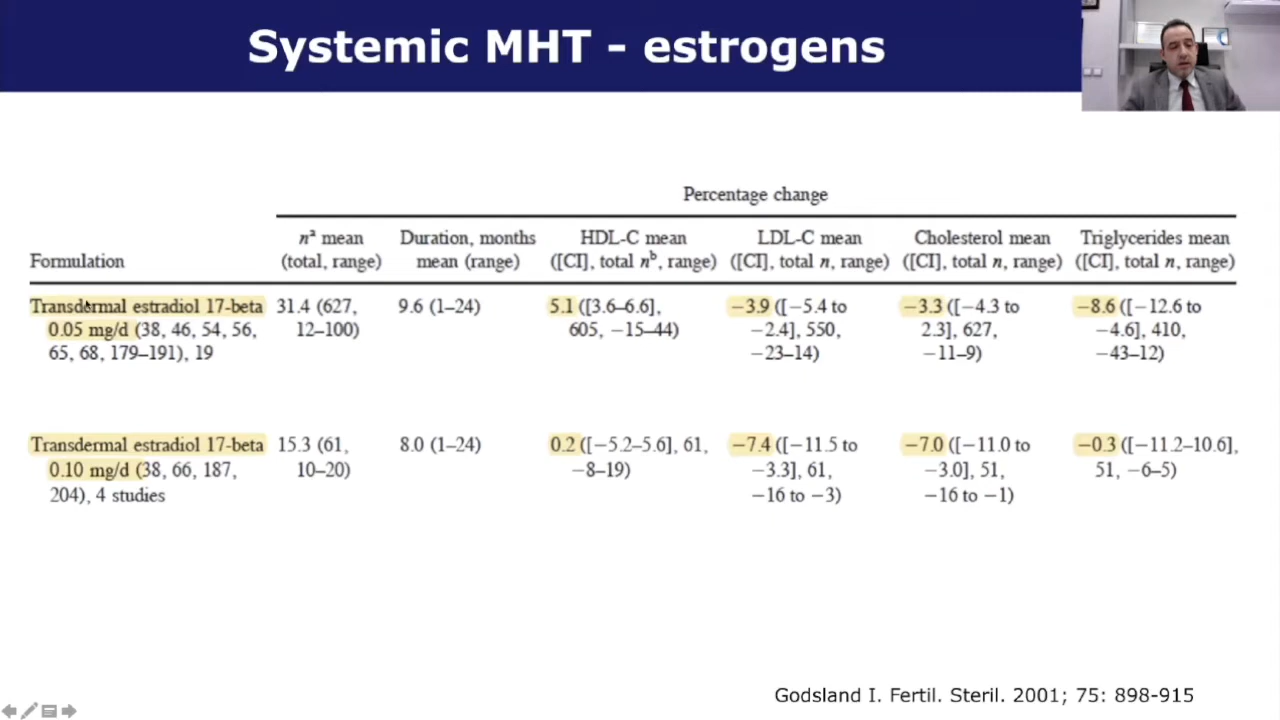 Systemic MHT - estrogens
Percentage change
Formulation
nᵃ mean
(total, range)
Duration, months
mean (range)
HDL-C mean
([CI], total nᵇ, range)
LDL-C mean
([CI], total n, range)
Cholesterol mean
([CI], total n, range)
Triglycerides mean
([CI], total n, range)
Transdermal estradiol 17-beta
0.05 mg/d (38, 46, 54, 56,
65, 68, 179–191), 19
31.4 (627,
12–100)
9.6 (1–24)
5.1 ([3.6–6.6],
605, −15–44)
−3.9 ([−5.4 to
−2.4], 550,
−23–14)
−3.3 ([−4.3 to
2.3], 627,
−11–9)
−8.6 ([−12.6 to
−4.6], 410,
−43–12)
Transdermal estradiol 17-beta
0.10 mg/d (38, 66, 187,
204), 4 studies
15.3 (61,
10–20)
8.0 (1–24)
0.2 ([−5.2–5.6], 61,
−8–19)
−7.4 ([−11.5 to
−3.3], 61,
−16 to −3)
−7.0 ([−11.0 to
−3.0], 51,
−16 to −1)
−0.3 ([−11.2–10.6],
51, −6–5)
Godsland I. Fertil. Steril. 2001; 75: 898-915